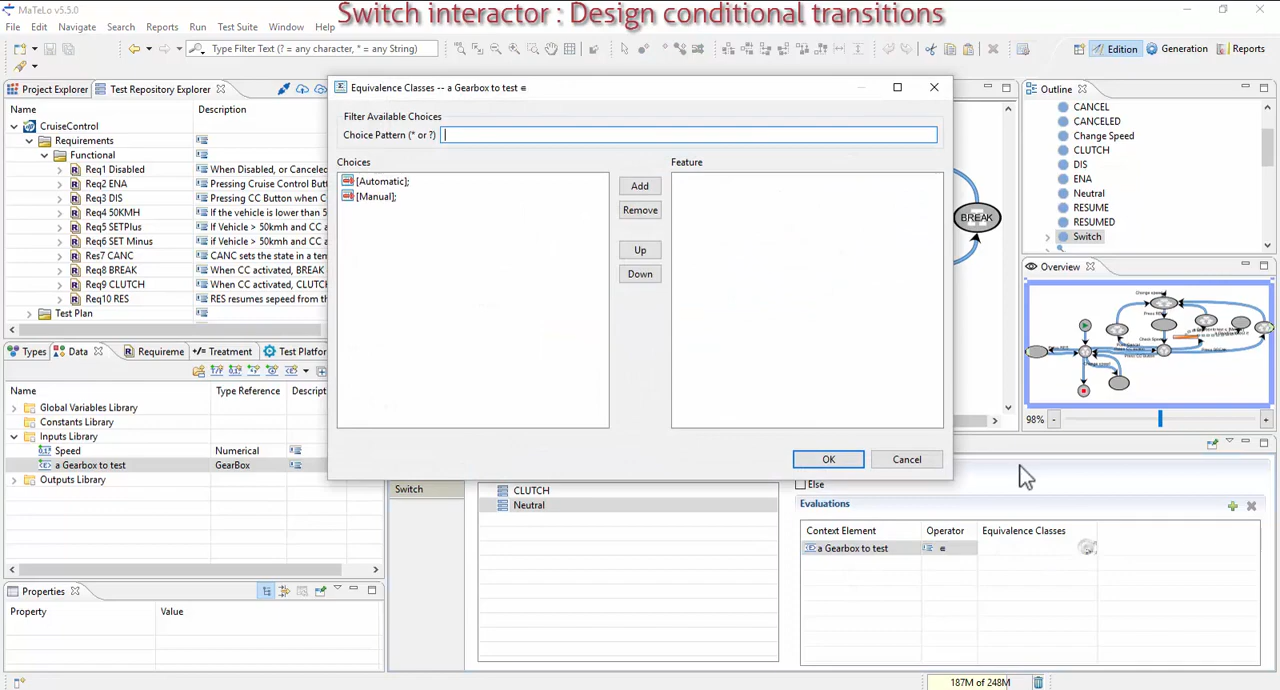 Switch interactor : Design conditional transitions
MaTeLo v5.5.0
File Edit Navigate Search Reports Run Test Suite Window Help
Type Filter Text (? = any character, * = any String)
Edition Generation Reports
Project Explorer Test Repository Explorer
Name Description
CruiseControl
Requirements
Functional
Req1 Disabled When Disabled, or Cancele
Req2 ENA Pressing Cruise Control Butt
Req3 DIS Pressing CC Button when C
Req4 50KMH If the vehicle is lower than 5
Req5 SETPlus if Vehicle > 50kmh and CC
Req6 SET Minus if Vehicle > 50kmh and CC
Res7 CANC CANC sets the state in a tem
Req8 BREAK When CC activated, BREAK
Req9 CLUTCH When CC activated, CLUTC
Req10 RES RES resumes sepeed from th
Test Plan
Equivalence Classes -- a Gearbox to test ∈
Filter Available Choices
Choice Pattern (* or ?)
Choices Feature
[Automatic];
[Manual];
Add
Remove
Up
Down
OK Cancel
BREAK
Outline
CANCEL
CANCELED
Change Speed
CLUTCH
DIS
ENA
Neutral
RESUME
RESUMED
Switch
Overview
98%
Types Data Requireme Treatment Test Platfor
Name Type Reference Descript
Global Variables Library
Constants Library
Inputs Library
Speed Numerical
a Gearbox to test GearBox
Outputs Library
Properties
Property Value
Switch
CLUTCH
Neutral
Else
Evaluations
Context Element Operator Equivalence Classes
a Gearbox to test ∈
187M of 248M